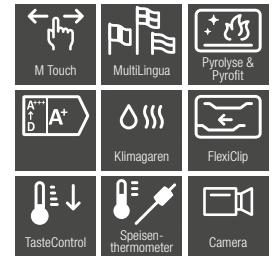 M Touch
MultiLingua
Pyrolyse &
Pyrofit
A+++
D
A+
Klimagaren
FlexiClip
TasteControl
Speisen-
thermometer
Camera